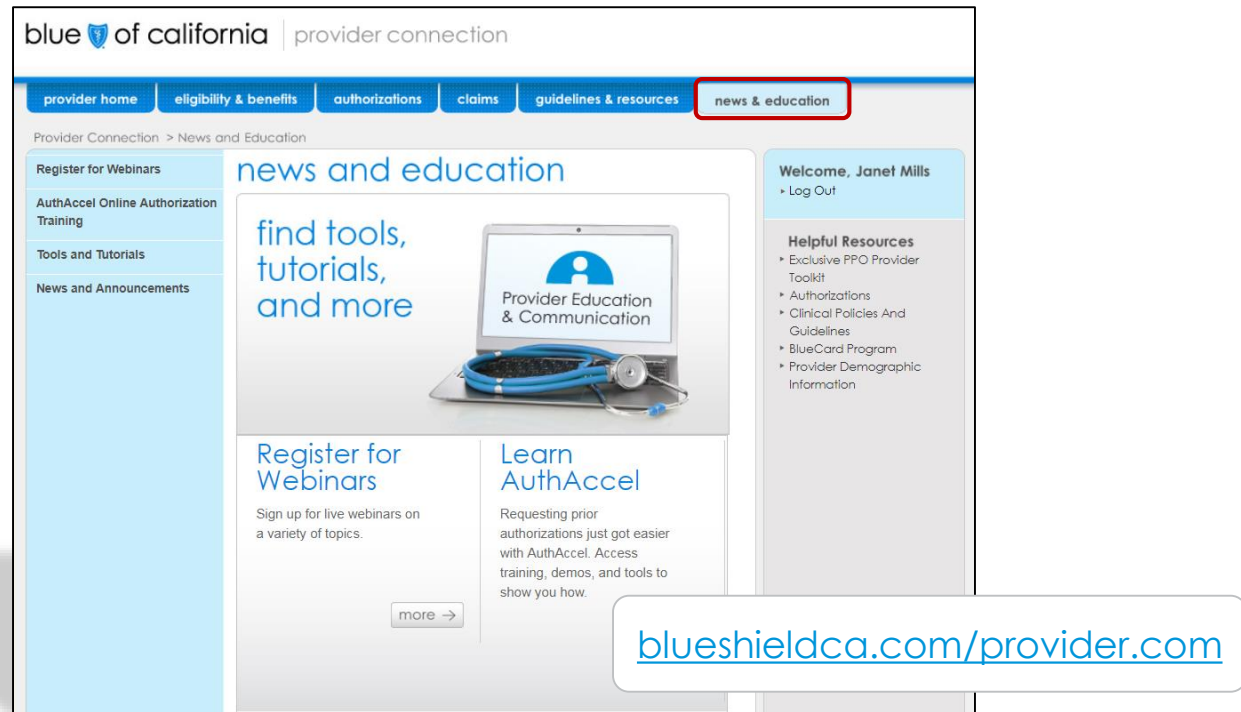 blue of california provider connection
provider home eligibility & benefits authorizations claims guidelines & resources news & education
Provider Connection > News and Education
Register for Webinars
AuthAccel Online Authorization
Training
Tools and Tutorials
News and Announcements
news and education
find tools,
tutorials,
and more
Provider Education
& Communication
Register for
Webinars
Sign up for live webinars on
a variety of topics.
more →
Learn
AuthAccel
Requesting prior
authorizations just got easier
with AuthAccel. Access
training, demos, and tools to
show you how.
Welcome, Janet Mills
Log Out
Helpful Resources
Exclusive PPO Provider
Toolkit
Authorizations
Clinical Policies And
Guidelines
BlueCard Program
Provider Demographic
Information
blueshieldca.com/provider.com